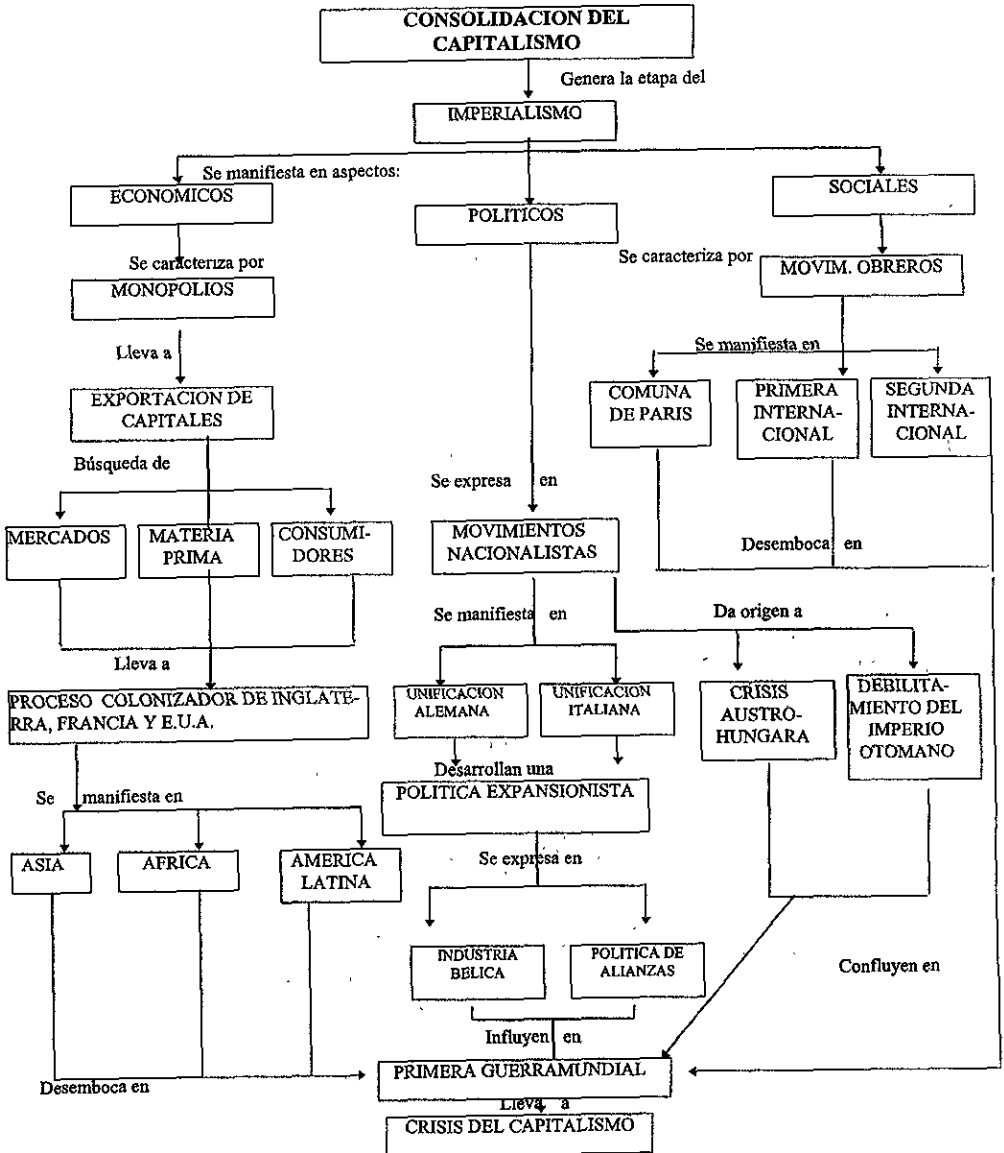 CONSOLIDACION DEL
CAPITALISMO
Genera la etapa del
IMPERIALISMO
Se manifiesta en aspectos:
ECONOMICOS
POLITICOS
SOCIALES
Se caracteriza por
MONOPOLIOS
Se caracteriza por
MOVIM. OBREROS
Lleva a
EXPORTACION DE
CAPITALES
Se manifiesta en
COMUNA
DE PARIS
PRIMERA
INTERNA-
CIONAL
SEGUNDA
INTERNA-
CIONAL
Búsqueda de
MERCADOS
MATERIA
PRIMA
CONSUMI-
DORES
Se expresa en
MOVIMIENTOS
NACIONALISTAS
Desemboca en
Se manifiesta en
Da origen a
Lleva a
PROCESO COLONIZADOR DE INGLATE-
RRA, FRANCIA Y E.U.A.
UNIFICACION
ALEMANA
UNIFICACION
ITALIANA
CRISIS
AUSTRO-
HUNGARA
DEBILITA-
MIENTO DEL
IMPERIO
OTOMANO
Desarrollan una
POLITICA EXPANSIONISTA
Se manifiesta en
ASIA
AFRICA
AMERICA
LATINA
Se expresa en
INDUSTRIA
BELICA
POLITICA DE
ALIANZAS
Confluyen en
Influyen en
Desemboca en
PRIMERA GUERRAMUNDIAL
Lleva a
CRISIS DEL CAPITALISMO